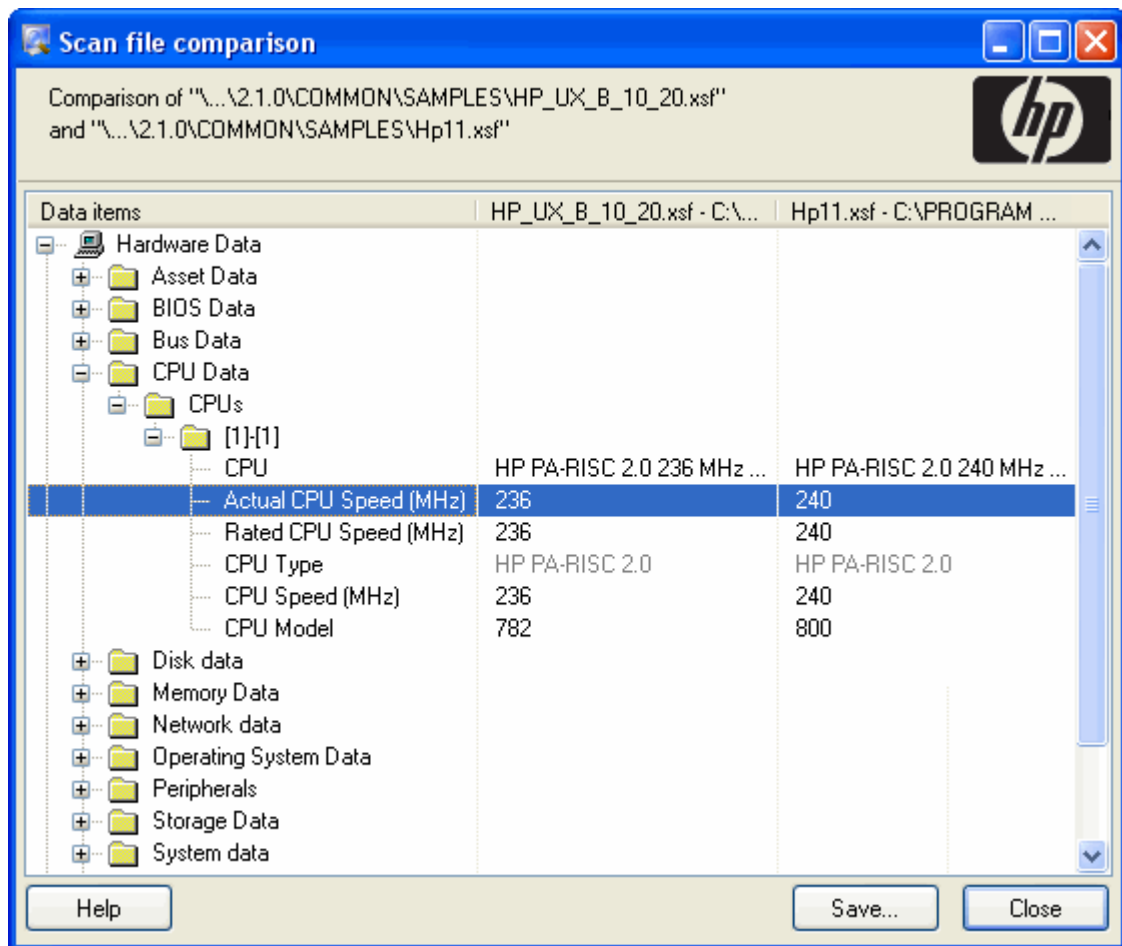 Scan file comparison
Comparison of "\...\2.1.0\COMMON\SAMPLES\HP_UX_B_10_20.xsf"
and "\...\2.1.0\COMMON\SAMPLES\Hp11.xsf"
hp
Data items HP_UX_B_10_20.xsf - C:\... Hp11.xsf - C:\PROGRAM ...
Hardware Data
Asset Data
BIOS Data
Bus Data
CPU Data
CPUs
[1]-[1]
CPU HP PA-RISC 2.0 236 MHz ... HP PA-RISC 2.0 240 MHz ...
Actual CPU Speed (MHz) 236 240
Rated CPU Speed (MHz) 236 240
CPU Type HP PA-RISC 2.0 HP PA-RISC 2.0
CPU Speed (MHz) 236 240
CPU Model 782 800
Disk data
Memory Data
Network data
Operating System Data
Peripherals
Storage Data
System data
Help Save... Close